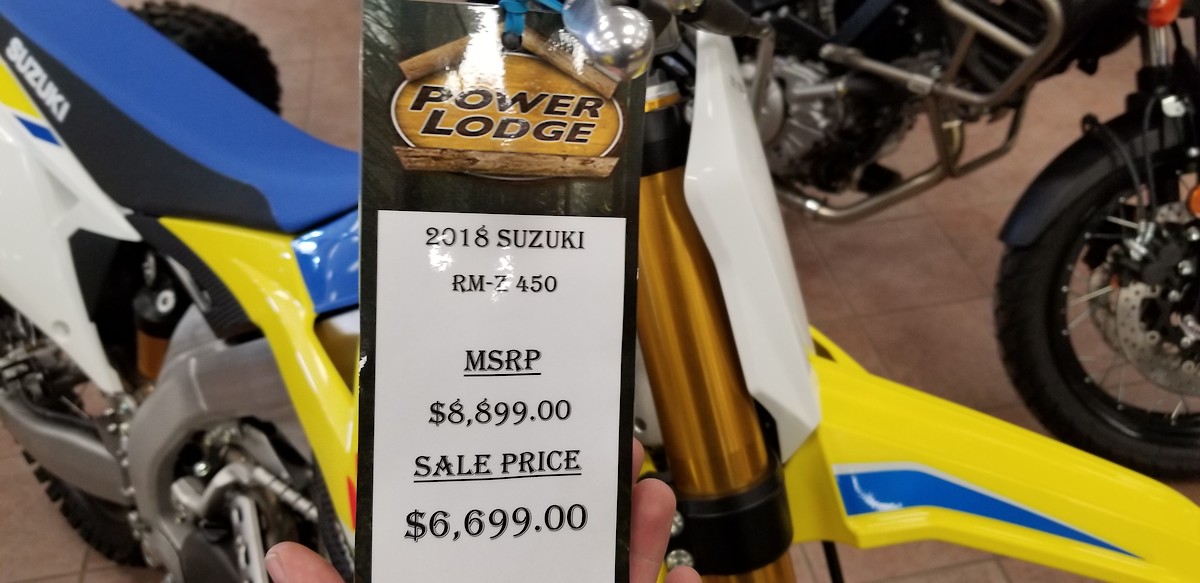 SUZUKI
POWER
LODGE
2018 SUZUKI
RM-Z 450
MSRP
$8,899.00
SALE PRICE
$6,699.00